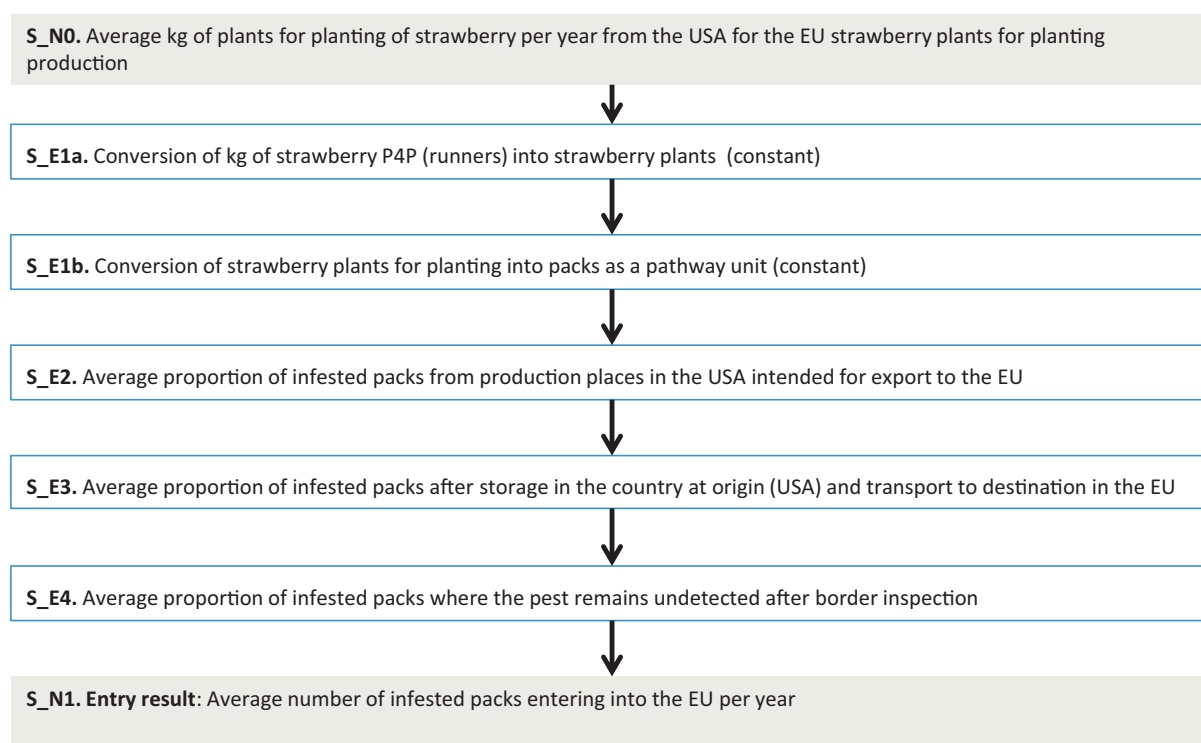 S_N0. Average kg of plants for planting of strawberry per year from the USA for the EU strawberry plants for planting
production
S_E1a. Conversion of kg of strawberry P4P (runners) into strawberry plants (constant)
S_E1b. Conversion of strawberry plants for planting into packs as a pathway unit (constant)
S_E2. Average proportion of infested packs from production places in the USA intended for export to the EU
S_E3. Average proportion of infested packs after storage in the country at origin (USA) and transport to destination in the EU
S_E4. Average proportion of infested packs where the pest remains undetected after border inspection
S_N1. Entry result: Average number of infested packs entering into the EU per year